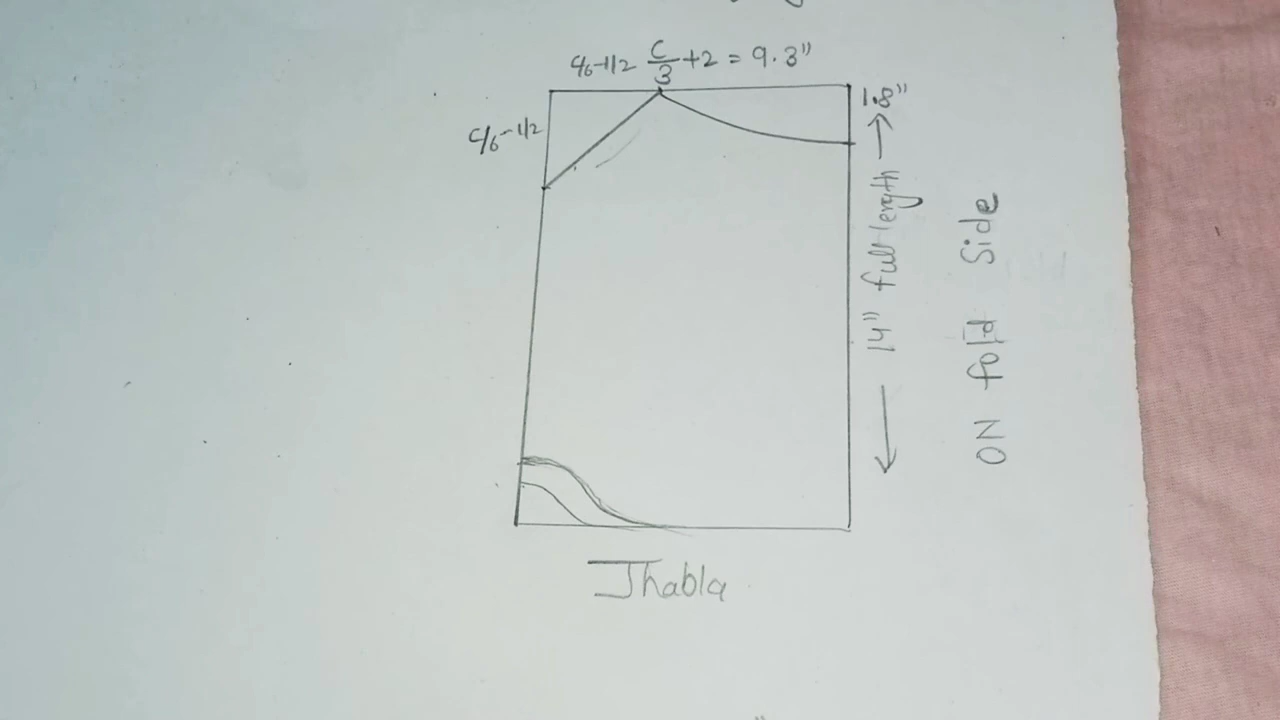 c/6-1/2 C/3+2 = 9.3"
1.8"
c/6-1/2
← 14" full length →
ON fold Side
Jhabla